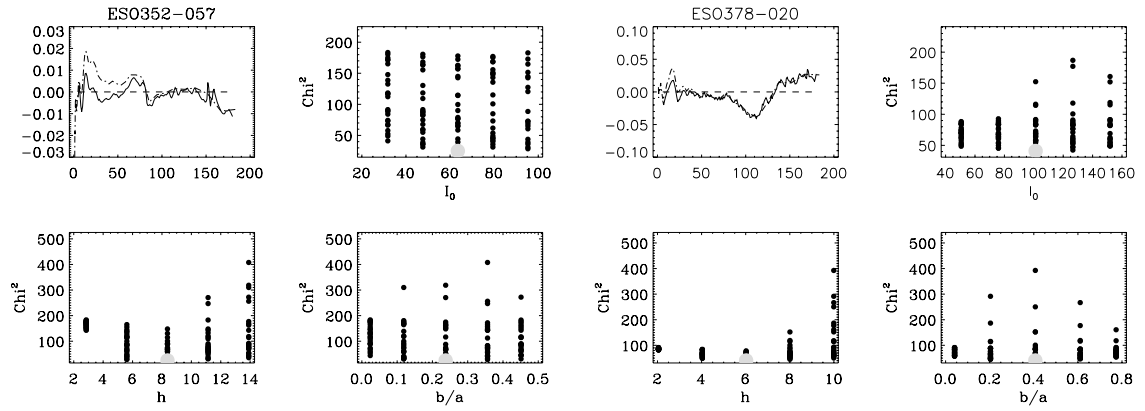 ESO352−057
0.03
0.02
0.01
0.00
−0.01
−0.02
−0.03
0 50 100 150 200
Chi²
200
150
100
50
20 40 60 80 100
I₀
ESO378−020
0.10
0.05
0.00
−0.05
−0.10
0 50 100 150 200
Chi²
200
150
100
50
40 60 80 100 120 140 160
I₀
Chi²
500
400
300
200
100
2 4 6 8 10 12 14
h
Chi²
500
400
300
200
100
0.0 0.1 0.2 0.3 0.4 0.5
b/a
Chi²
500
400
300
200
100
2 4 6 8 10
h
Chi²
500
400
300
200
100
0.0 0.2 0.4 0.6 0.8
b/a